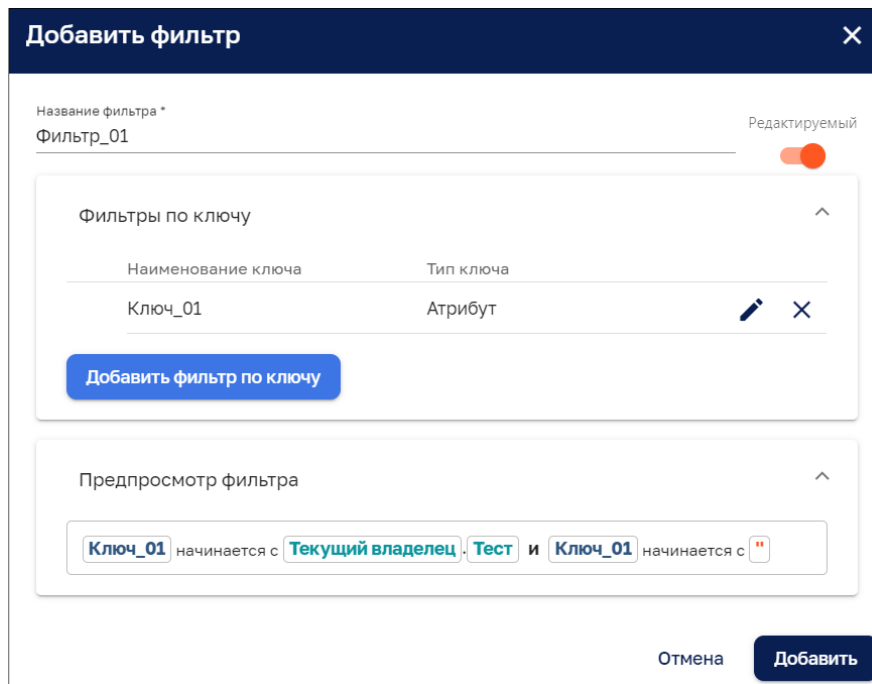 Добавить фильтр
Название фильтра *
Фильтр_01
Редактируемый
Фильтры по ключу
Наименование ключа Тип ключа
Ключ_01 Атрибут
Добавить фильтр по ключу
Предпросмотр фильтра
Ключ_01 начинается с Текущий владелец . Тест и Ключ_01 начинается с "
Отмена Добавить